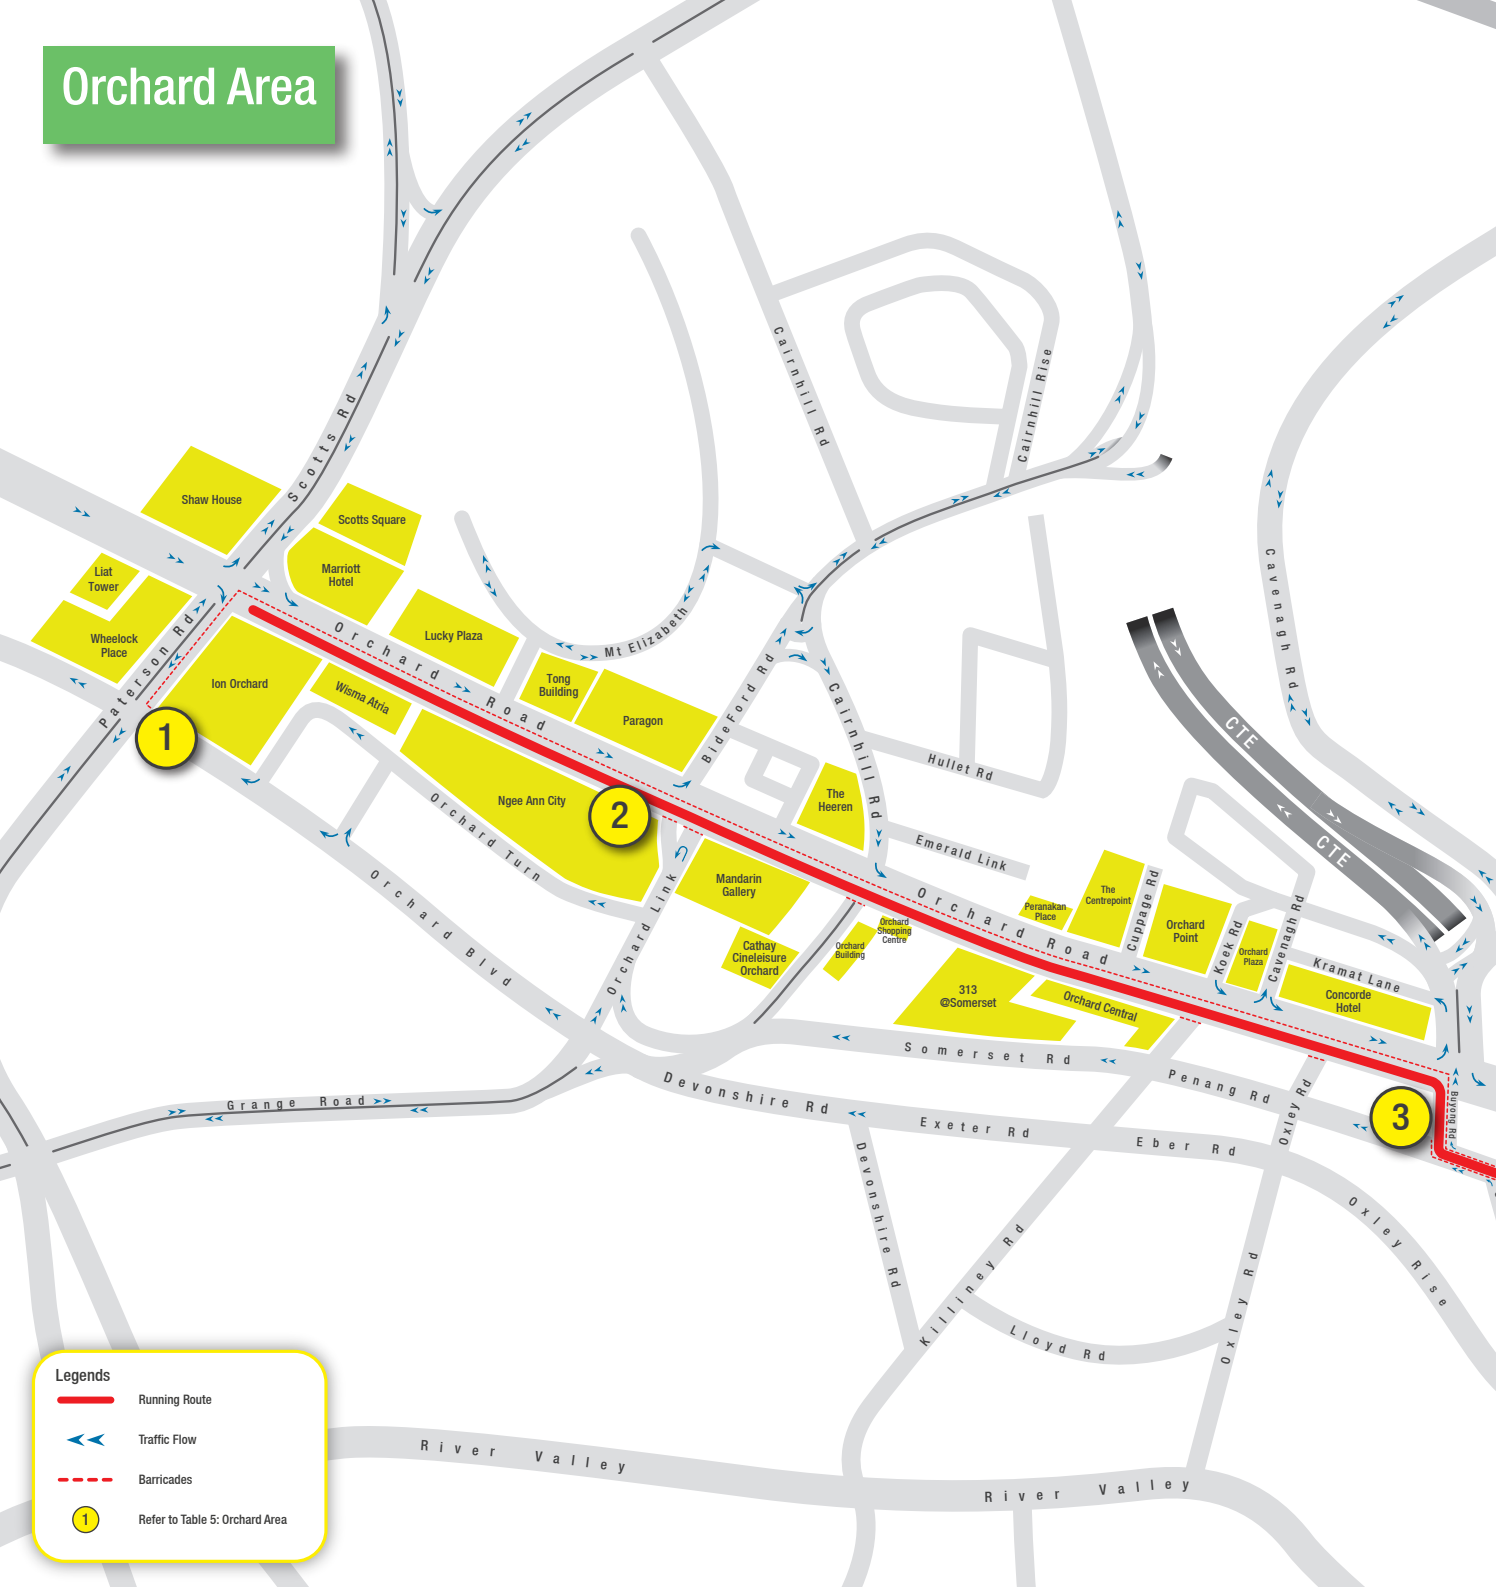 Orchard Area
Scotts Rd
Cairnhill Rd
Cairnhill Rise
Shaw House
Scotts Square
Liat
Tower
Marriott
Hotel
Wheelock
Place
Paterson Rd
Orchard Road
Lucky Plaza
Mt Elizabeth
Ion Orchard
Wisma Atria
Tong
Building
Paragon
BideFord Rd
Cairnhill Rd
Cavenagh Rd
CTE
CTE
1
2
Ngee Ann City
Orchard Turn
Orchard Blvd
Hullet Rd
The
Heeren
Emerald Link
Mandarin
Gallery
Orchard Link
Cathay
Cineleisure
Orchard
Orchard
Building
Orchard
Shopping
Centre
Orchard Road
Peranakan
Place
The
Centrepoint
Cuppage Rd
Orchard
Point
Koek Rd
Orchard
Plaza
Cavenagh Rd
Kramat Lane
Concorde
Hotel
313
@Somerset
Orchard Central
Somerset Rd
Penang Rd
Oxley Rd
3
Buyong Rd
Grange Road
Devonshire Rd
Exeter Rd
Eber Rd
Devonshire Rd
Killiney Rd
Lloyd Rd
Oxley Rd
Oxley Rise
River Valley
River Valley
Legends
Running Route
Traffic Flow
Barricades
1
Refer to Table 5: Orchard Area